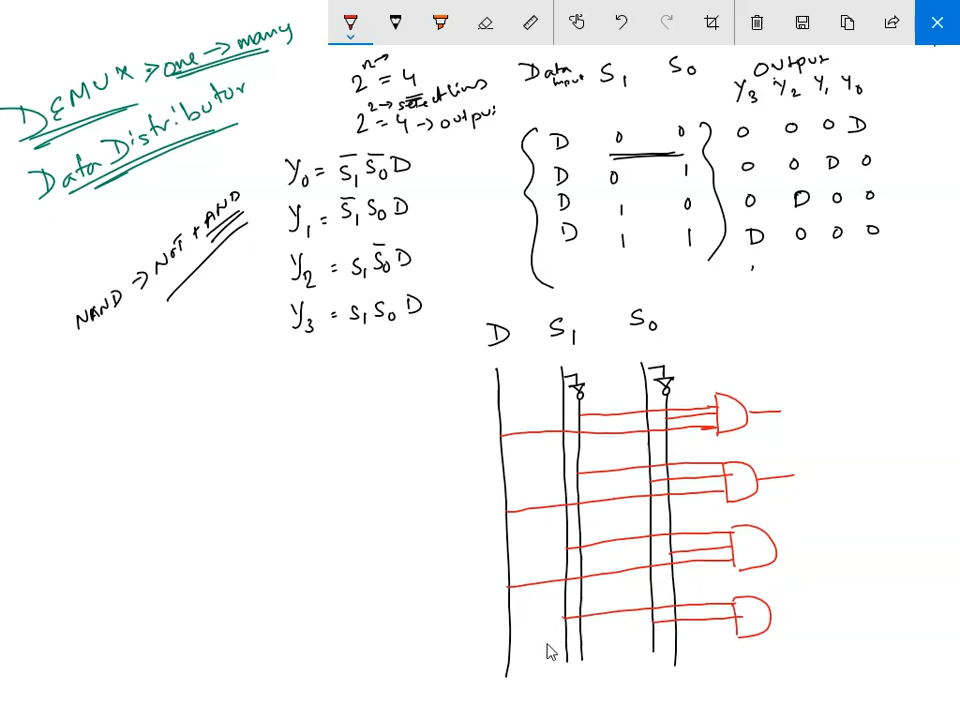 DEMUX → one → many
Data Distributor
NAND → NOT + AND
2^n = 4
n → select lines
2^2 = 4 → output
Y₀ = S̅₁ S̅₀ D
Y₁ = S̅₁ S₀ D
Y₂ = S₁ S̅₀ D
Y₃ = S₁ S₀ D
Data input S₁ S₀ Output
Y₃ Y₂ Y₁ Y₀
D 0 0 0 0 0 D
D 0 1 0 0 D 0
D 1 0 0 D 0 0
D 1 1 D 0 0 0
D S₁ S₀